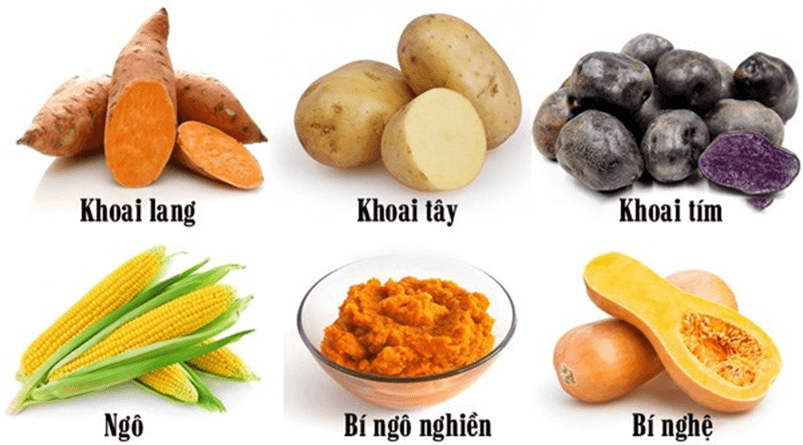 Khoai lang
Khoai tây
Khoai tím
Ngô
Bí ngô nghiền
Bí nghệ